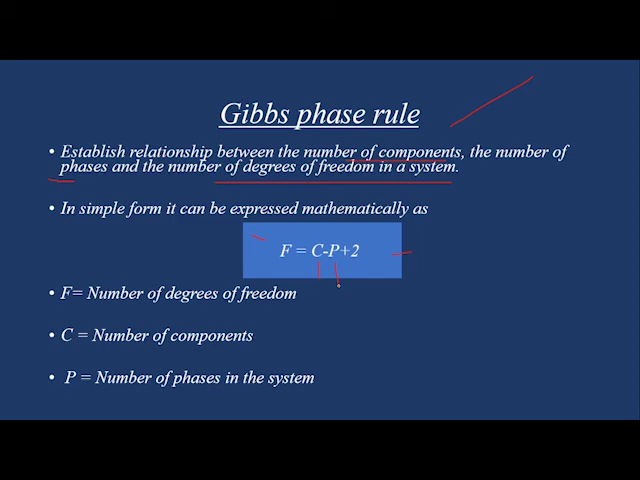 Gibbs phase rule
• Establish relationship between the number of components, the number of
phases and the number of degrees of freedom in a system.
• In simple form it can be expressed mathematically as
F = C-P+2
• F= Number of degrees of freedom
• C = Number of components
• P = Number of phases in the system